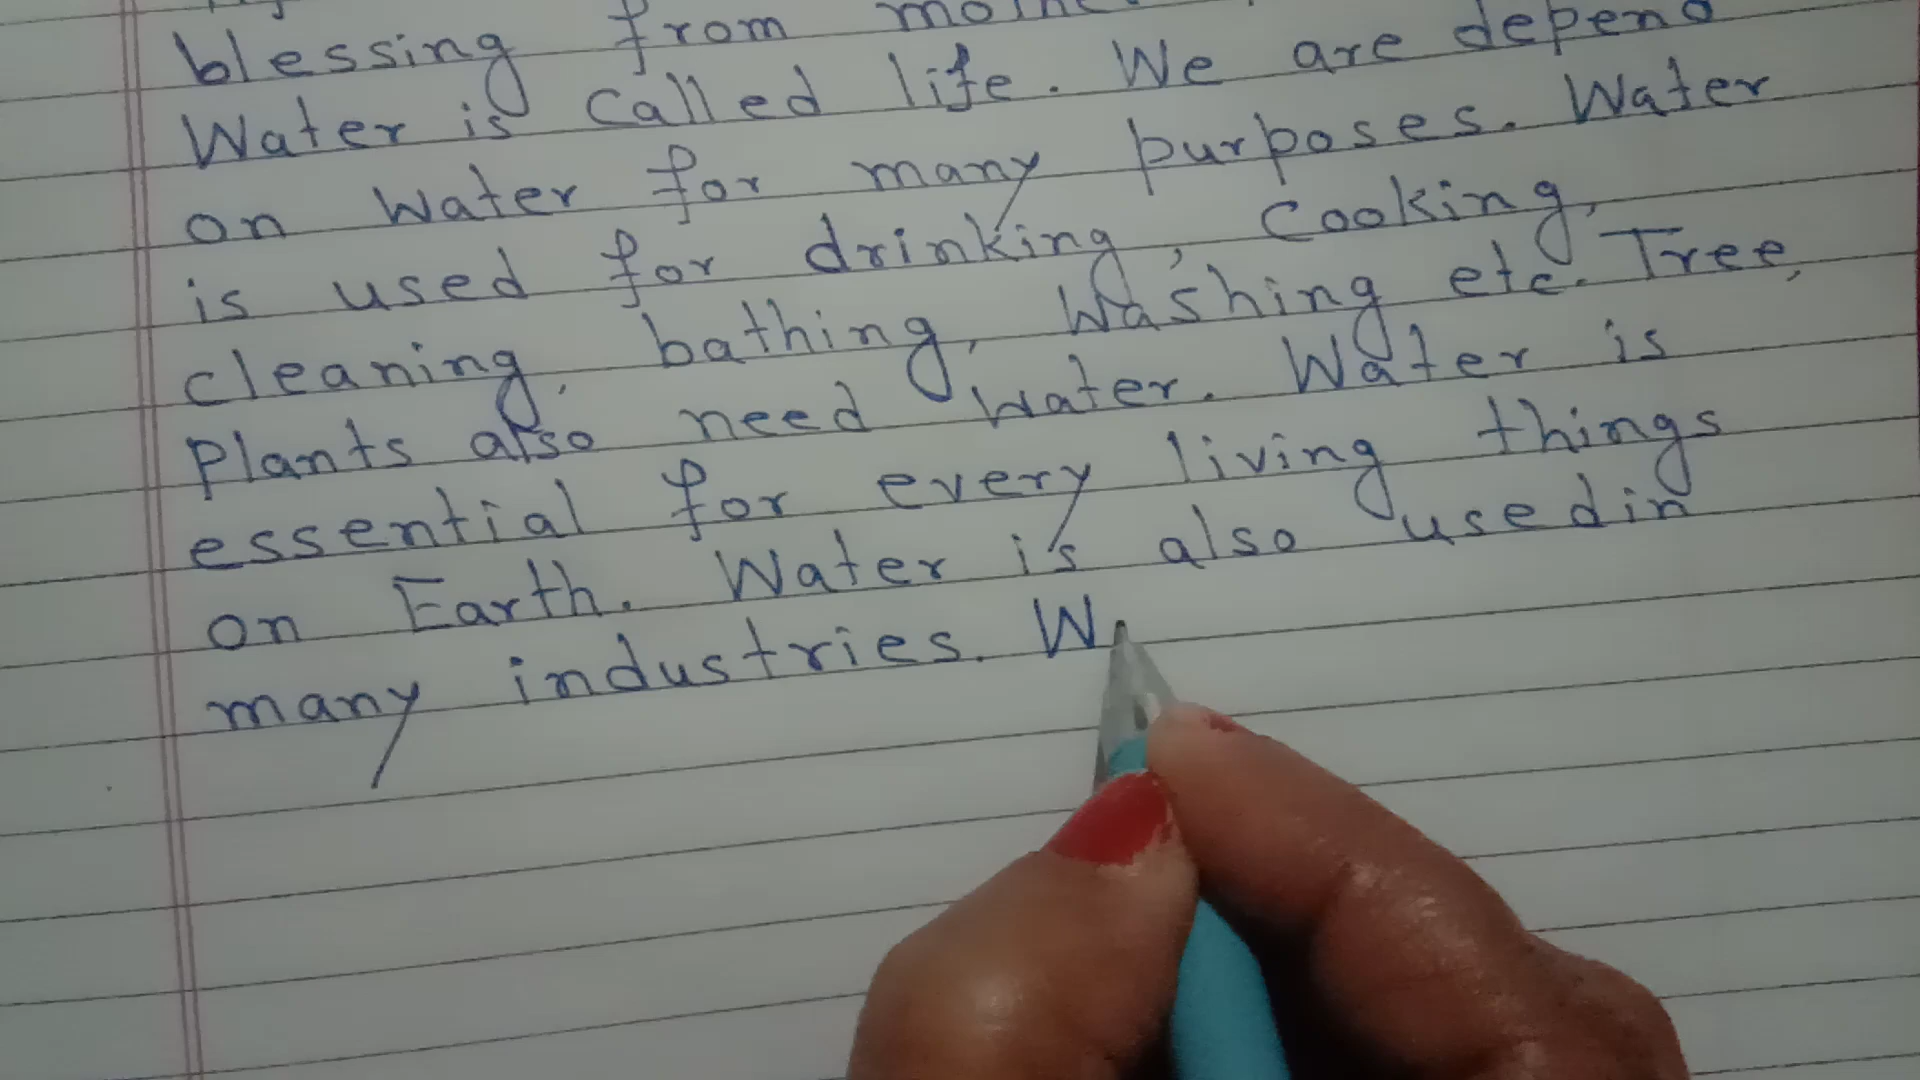 blessing from
Water is called life. We are depend
on water for many purposes. Water
is used for drinking, cooking,
cleaning, bathing, washing etc. Tree,
Plants also need water. Water is
essential for every living things
on Earth. Water is also used in
many industries. W